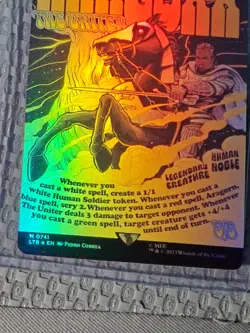 THE UNITER
LEGENDARY
CREATURE
HUMAN
NOBLE
Whenever you
cast a white spell, create a 1/1
white Human Soldier token. Whenever you cast a
blue spell, scry 2. Whenever you cast a red spell, Aragorn,
The Uniter deals 3 damage to target opponent. Whenever
you cast a green spell, target creature gets +4/+4
until end of turn.
M 0741
LTR ★ EN
© MEE
™ & © 2023 Wizards of the Coast